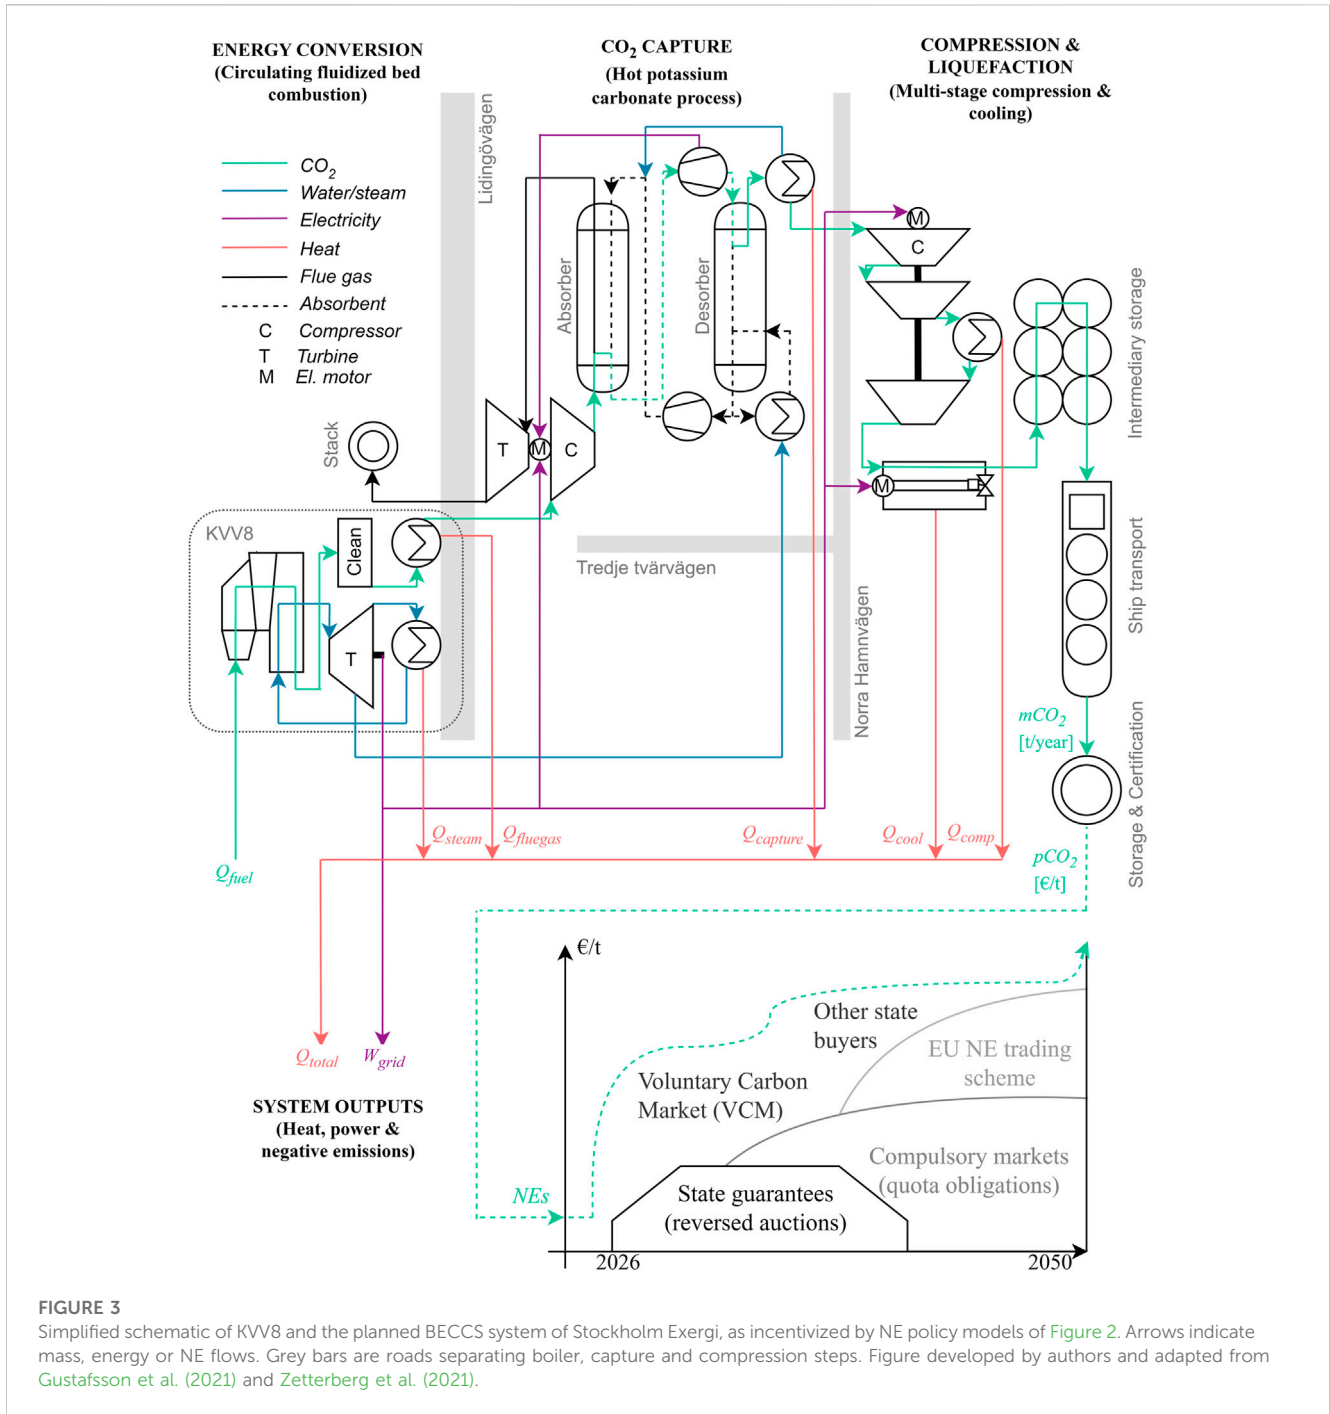 ENERGY CONVERSION
(Circulating fluidized bed
combustion)
CO2 CAPTURE
(Hot potassium
carbonate process)
COMPRESSION &
LIQUEFACTION
(Multi-stage compression &
cooling)
CO2
Water/steam
Electricity
Heat
Flue gas
Absorbent
C Compressor
T Turbine
M El. motor
Lidingövägen
Absorber
Desorber
M
C
Intermediary storage
Stack
T
M
C
M
KVV8
Clean
T
Tredje tvärvägen
Norra Hamnvägen
Ship transport
mCO2
[t/year]
Storage & Certification
Qsteam
Qfluegas
Qcapture
Qcool
Qcomp
Qfuel
pCO2
[€/t]
Qtotal
Wgrid
SYSTEM OUTPUTS
(Heat, power &
negative emissions)
€/t
Other state
buyers
EU NE trading
scheme
Voluntary Carbon
Market (VCM)
Compulsory markets
(quota obligations)
State guarantees
(reversed auctions)
NEs
2026
2050
FIGURE 3
Simplified schematic of KVV8 and the planned BECCS system of Stockholm Exergi, as incentivized by NE policy models of Figure 2. Arrows indicate
mass, energy or NE flows. Grey bars are roads separating boiler, capture and compression steps. Figure developed by authors and adapted from
Gustafsson et al. (2021) and Zetterberg et al. (2021).